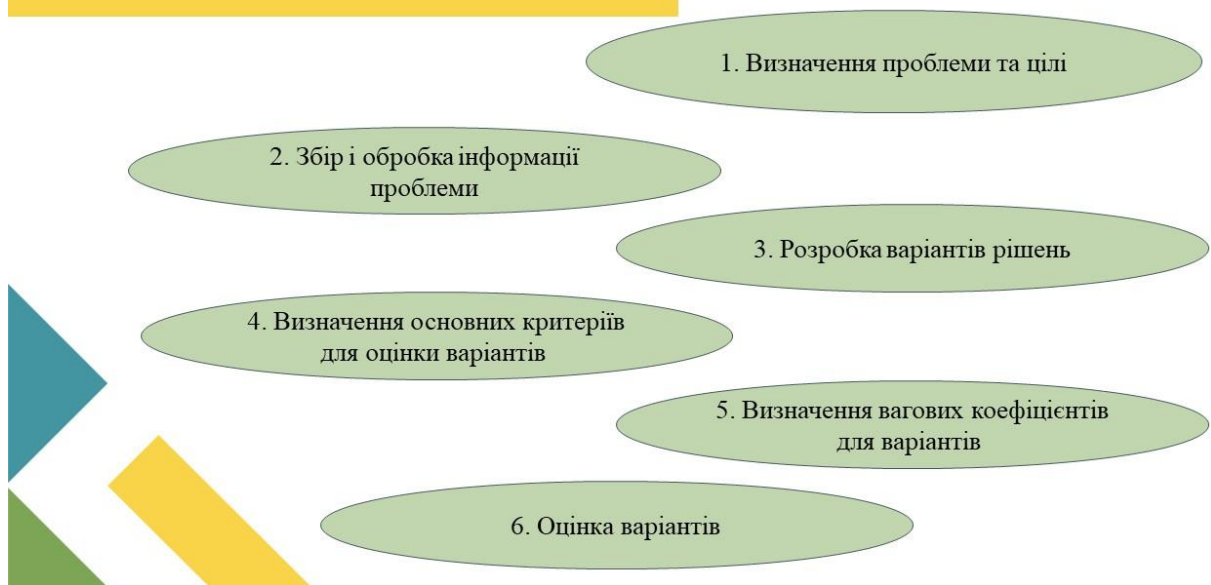 1. Визначення проблеми та цілі
2. Збір і обробка інформації
проблеми
3. Розробка варіантів рішень
4. Визначення основних критеріїв
для оцінки варіантів
5. Визначення вагових коефіцієнтів
для варіантів
6. Оцінка варіантів